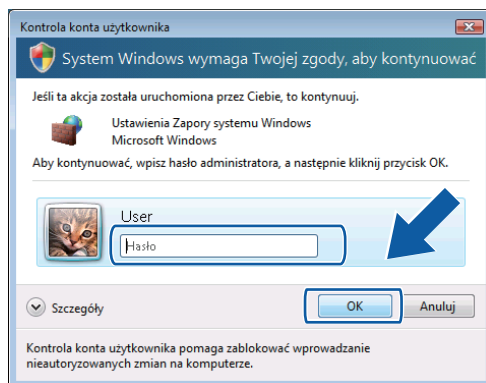 Kontrola konta użytkownika
System Windows wymaga Twojej zgody, aby kontynuować
Jeśli ta akcja została uruchomiona przez Ciebie, to kontynuuj.
Ustawienia Zapory systemu Windows
Microsoft Windows
Aby kontynuować, wpisz hasło administratora, a następnie kliknij przycisk OK.
User
Hasło
Szczegóły
OK
Anuluj
Kontrola konta użytkownika pomaga zablokować wprowadzanie
nieautoryzowanych zmian na komputerze.